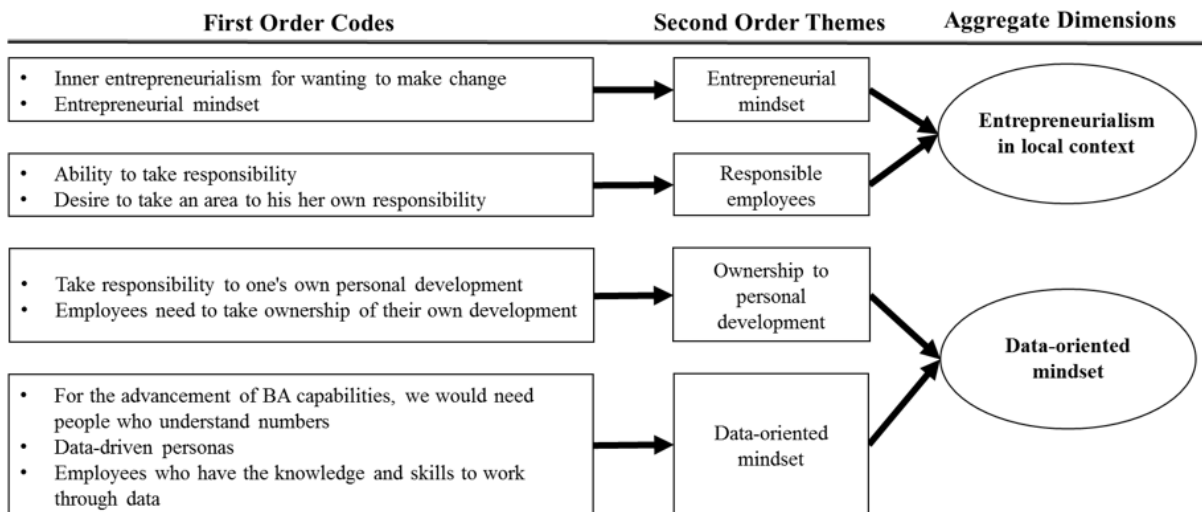 First Order Codes
Second Order Themes
Aggregate Dimensions
• Inner entrepreneurialism for wanting to make change
• Entrepreneurial mindset
Entrepreneurial
mindset
Entrepreneurialism
in local context
• Ability to take responsibility
• Desire to take an area to his her own responsibility
Responsible
employees
• Take responsibility to one's own personal development
• Employees need to take ownership of their own development
Ownership to
personal
development
Data-oriented
mindset
• For the advancement of BA capabilities, we would need
people who understand numbers
• Data-driven personas
• Employees who have the knowledge and skills to work
through data
Data-oriented
mindset